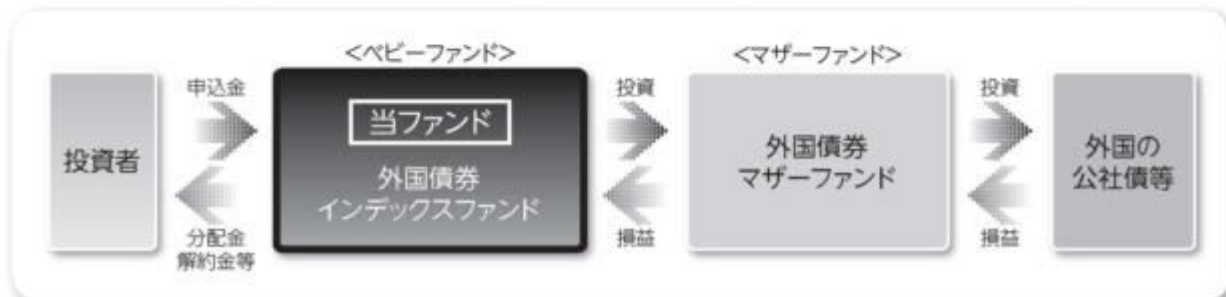 <ベビーファンド>
<マザーファンド>
投資者
申込金
分配金
解約金等
当ファンド
外国債券
インデックスファンド
投資
損益
外国債券
マザーファンド
投資
損益
外国の
公社債等